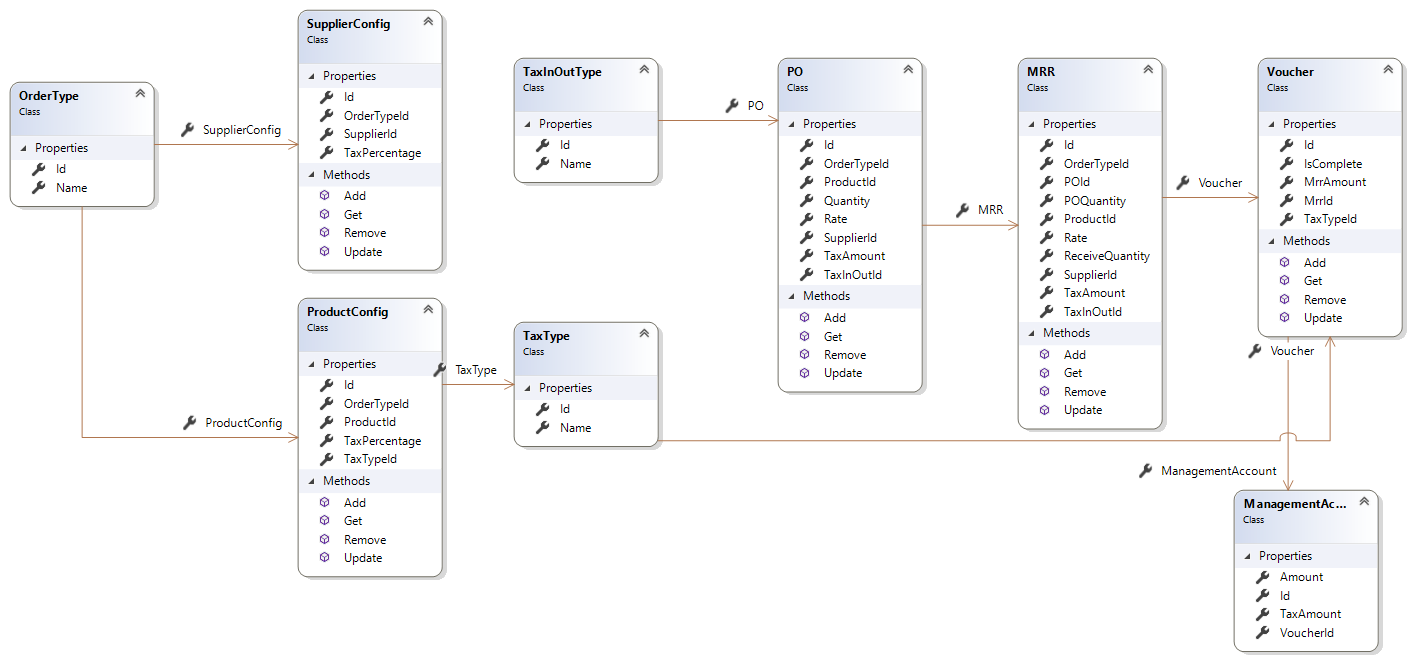 OrderType
Class
Properties
Id
Name
SupplierConfig
SupplierConfig
Class
Properties
Id
OrderTypeId
SupplierId
TaxPercentage
Methods
Add
Get
Remove
Update
ProductConfig
ProductConfig
Class
Properties
Id
OrderTypeId
ProductId
TaxPercentage
TaxTypeId
Methods
Add
Get
Remove
Update
TaxType
TaxInOutType
Class
Properties
Id
Name
TaxType
Class
Properties
Id
Name
PO
PO
Class
Properties
Id
OrderTypeId
ProductId
Quantity
Rate
SupplierId
TaxAmount
TaxInOutId
Methods
Add
Get
Remove
Update
MRR
MRR
Class
Properties
Id
OrderTypeId
POId
POQuantity
ProductId
Rate
ReceiveQuantity
SupplierId
TaxAmount
TaxInOutId
Methods
Add
Get
Remove
Update
Voucher
Voucher
Class
Properties
Id
IsComplete
MrrAmount
MrrId
TaxTypeId
Methods
Add
Get
Remove
Update
Voucher
ManagementAccount
ManagementAc...
Class
Properties
Amount
Id
TaxAmount
VoucherId